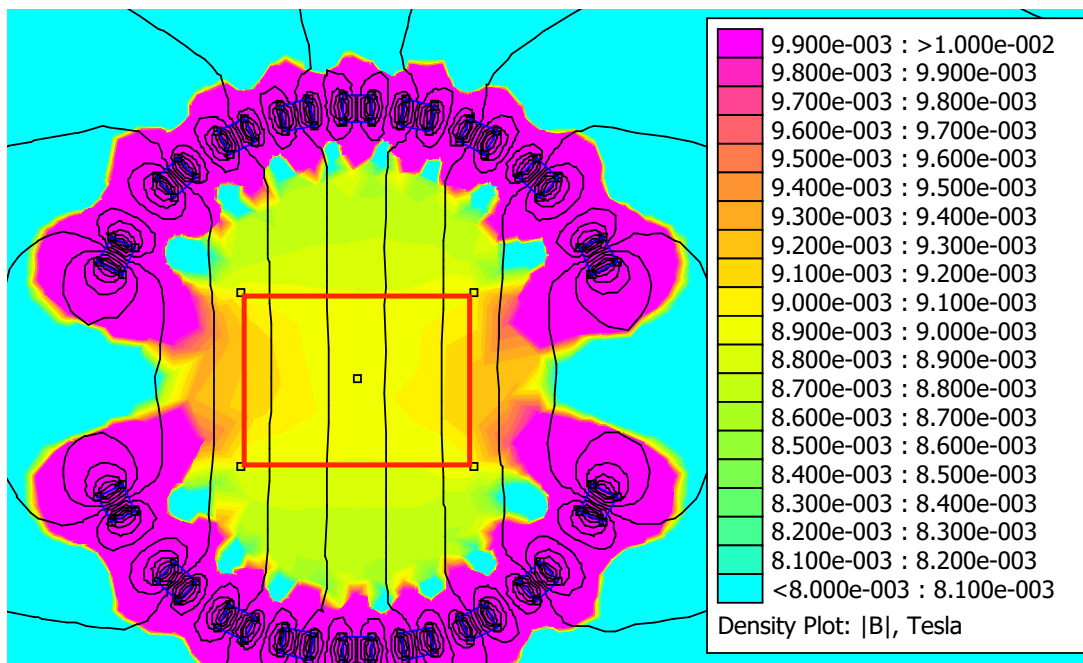 9.900e-003 : >1.000e-002
9.800e-003 : 9.900e-003
9.700e-003 : 9.800e-003
9.600e-003 : 9.700e-003
9.500e-003 : 9.600e-003
9.400e-003 : 9.500e-003
9.300e-003 : 9.400e-003
9.200e-003 : 9.300e-003
9.100e-003 : 9.200e-003
9.000e-003 : 9.100e-003
8.900e-003 : 9.000e-003
8.800e-003 : 8.900e-003
8.700e-003 : 8.800e-003
8.600e-003 : 8.700e-003
8.500e-003 : 8.600e-003
8.400e-003 : 8.500e-003
8.300e-003 : 8.400e-003
8.200e-003 : 8.300e-003
8.100e-003 : 8.200e-003
<8.000e-003 : 8.100e-003
Density Plot: |B|, Tesla